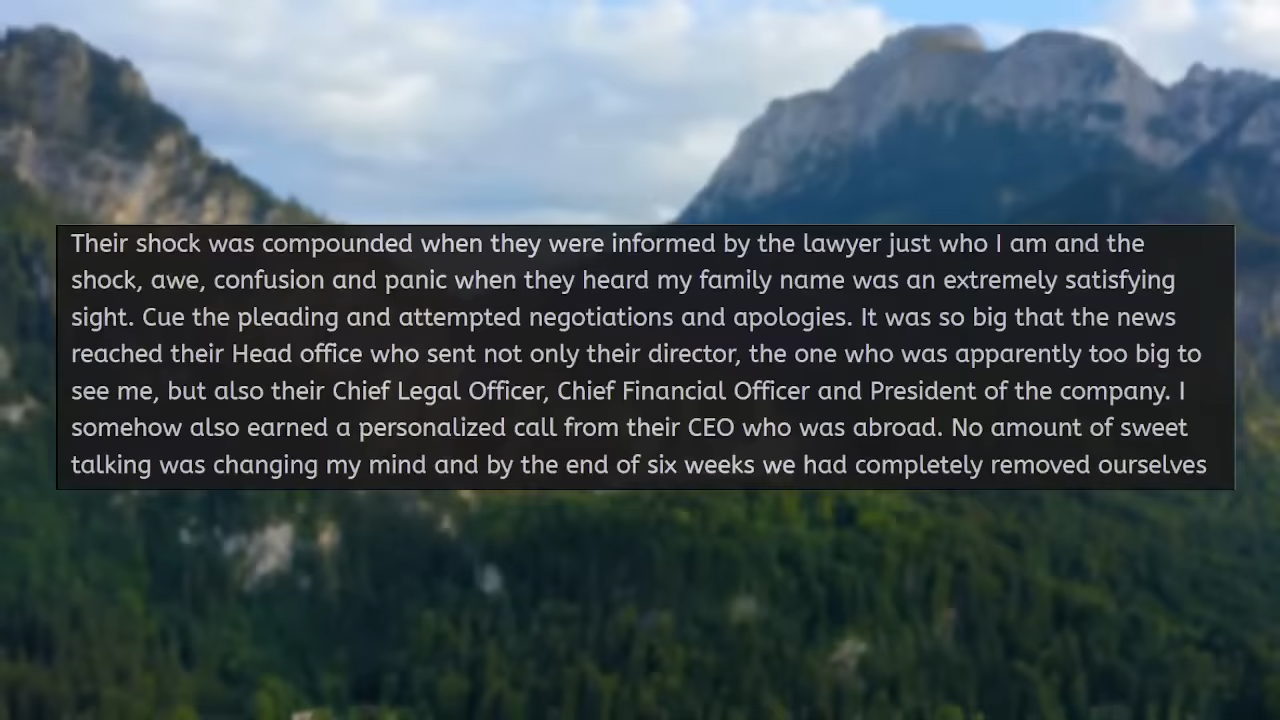 Their shock was compounded when they were informed by the lawyer just who I am and the
shock, awe, confusion and panic when they heard my family name was an extremely satisfying
sight. Cue the pleading and attempted negotiations and apologies. It was so big that the news
reached their Head office who sent not only their director, the one who was apparently too big to
see me, but also their Chief Legal Officer, Chief Financial Officer and President of the company. I
somehow also earned a personalized call from their CEO who was abroad. No amount of sweet
talking was changing my mind and by the end of six weeks we had completely removed ourselves